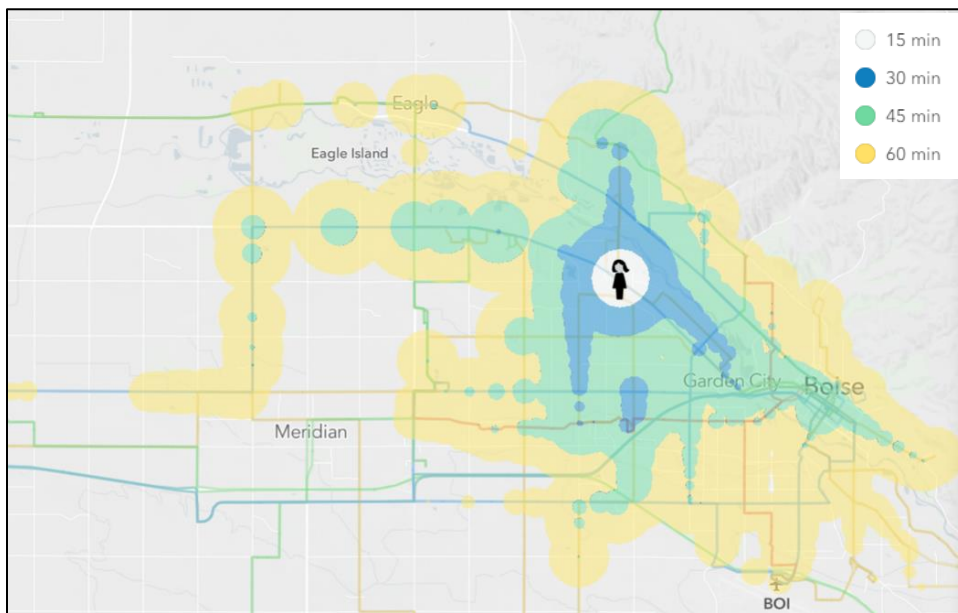 15 min
30 min
45 min
60 min
Eagle
Eagle Island
Garden City
Boise
Meridian
BOI